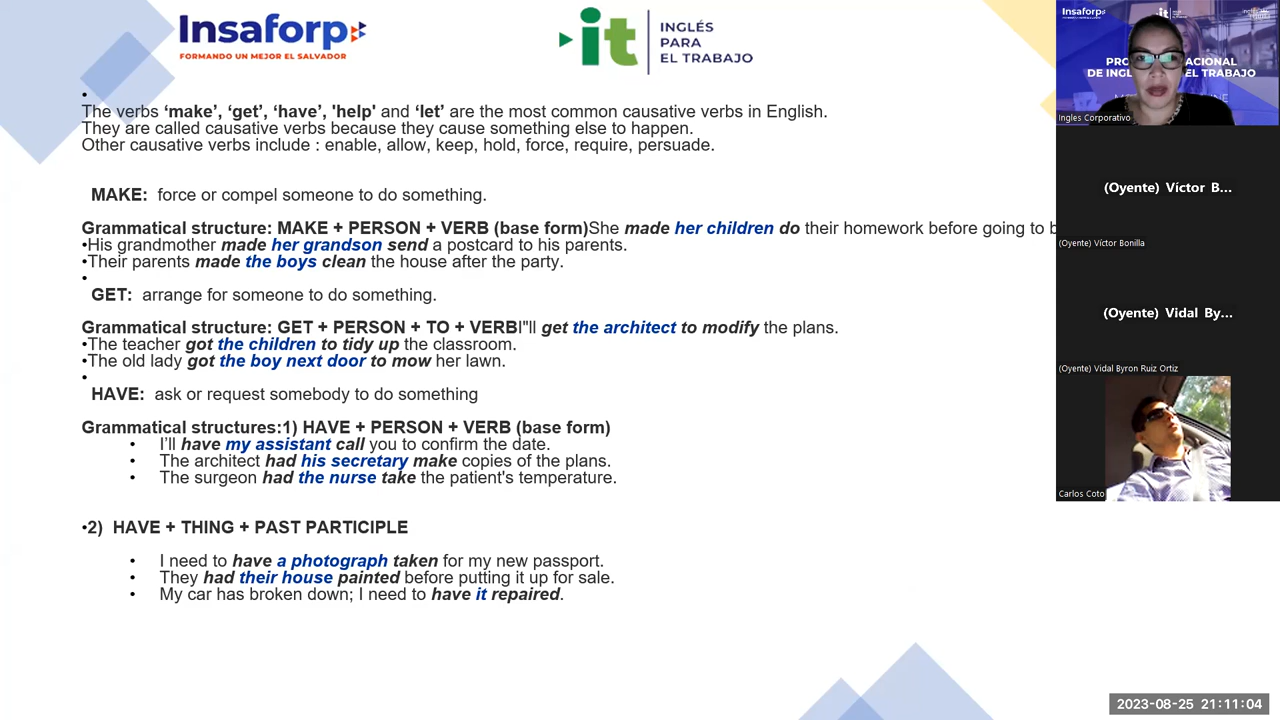 Insaforp
FORMANDO UN MEJOR EL SALVADOR
it
INGLÉS
PARA
EL TRABAJO
The verbs ‘make’, ‘get’, ‘have’, 'help' and ‘let’ are the most common causative verbs in English.
They are called causative verbs because they cause something else to happen.
Other causative verbs include : enable, allow, keep, hold, force, require, persuade.
MAKE: force or compel someone to do something.
Grammatical structure: MAKE + PERSON + VERB (base form)She made her children do their homework before going to b
•His grandmother made her grandson send a postcard to his parents.
•Their parents made the boys clean the house after the party.
•
GET: arrange for someone to do something.
Grammatical structure: GET + PERSON + TO + VERBI"ll get the architect to modify the plans.
•The teacher got the children to tidy up the classroom.
•The old lady got the boy next door to mow her lawn.
•
HAVE: ask or request somebody to do something
Grammatical structures:1) HAVE + PERSON + VERB (base form)
• I’ll have my assistant call you to confirm the date.
• The architect had his secretary make copies of the plans.
• The surgeon had the nurse take the patient's temperature.
•2) HAVE + THING + PAST PARTICIPLE
• I need to have a photograph taken for my new passport.
• They had their house painted before putting it up for sale.
• My car has broken down; I need to have it repaired.
Insaforp
it
PRO ACIONAL
DE INGL EL TRABAJO
Ingles Corporativo
(Oyente) Víctor B...
(Oyente) Víctor Bonilla
(Oyente) Vidal By...
(Oyente) Vidal Byron Ruiz Ortiz
Carlos Coto
2023-08-25 21:11:04